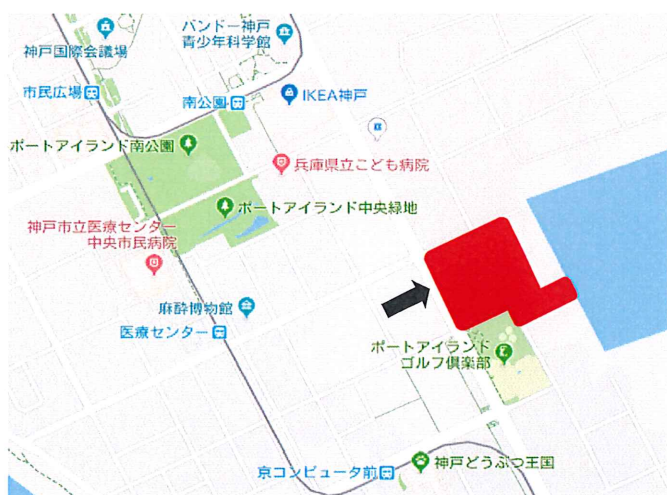 バンドー神戸
青少年科学館
神戸国際会議場
市民広場
南公園
IKEA神戸
ポートアイランド南公園
兵庫県立こども病院
ポートアイランド中央緑地
神戸市立医療センター
中央市民病院
麻酔博物館
医療センター
ポートアイランド
ゴルフ倶楽部
京コンピュータ前
神戸どうぶつ王国